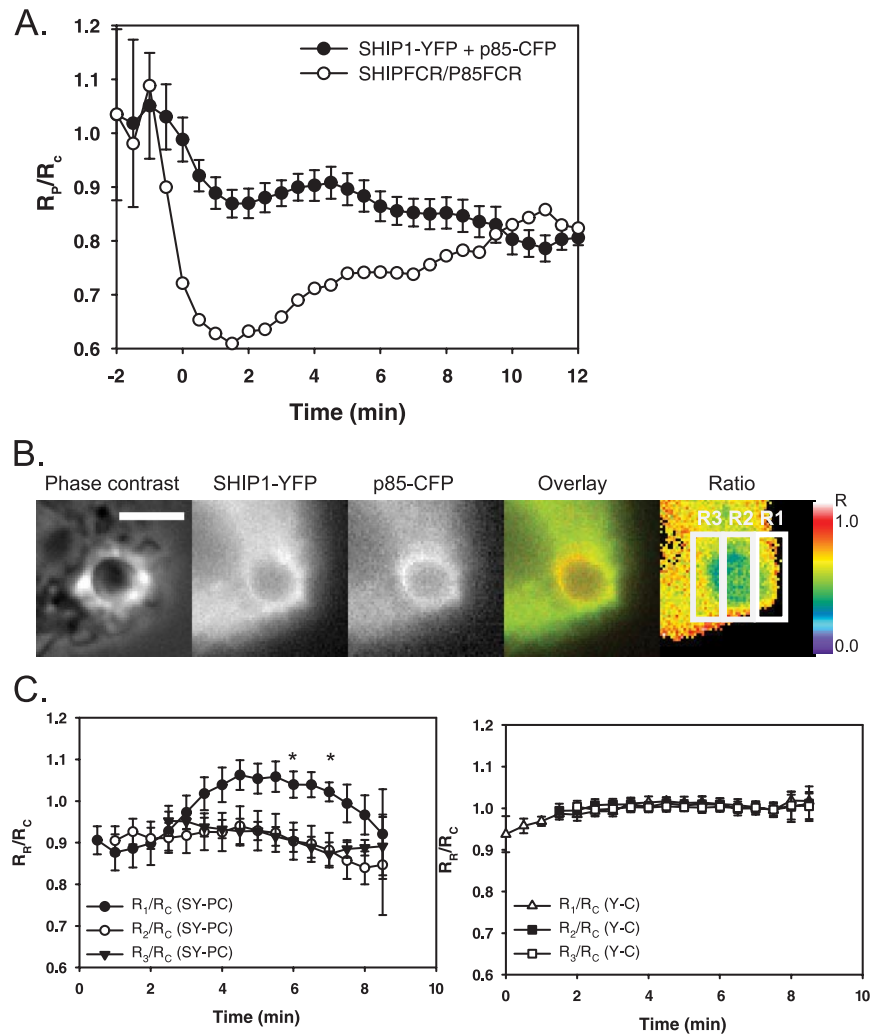 A.
1.2
1.1
1.0
0.9
0.8
0.7
0.6
RP/Rc
SHIP1-YFP + p85-CFP
SHIPFCR/P85FCR
-2 0 2 4 6 8 10 12
Time (min)
B.
Phase contrast SHIP1-YFP p85-CFP Overlay Ratio
R3 R2 R1
R
1.0
0.0
C.
1.2
1.1
1.0
0.9
0.8
0.7
0.6
RR/RC
* *
R1/RC (SY-PC)
R2/RC (SY-PC)
R3/RC (SY-PC)
0 2 4 6 8 10
Time (min)
1.2
1.1
1.0
0.9
0.8
0.7
0.6
RR/RC
R1/RC (Y-C)
R2/RC (Y-C)
R3/RC (Y-C)
0 2 4 6 8 10
Time (min)